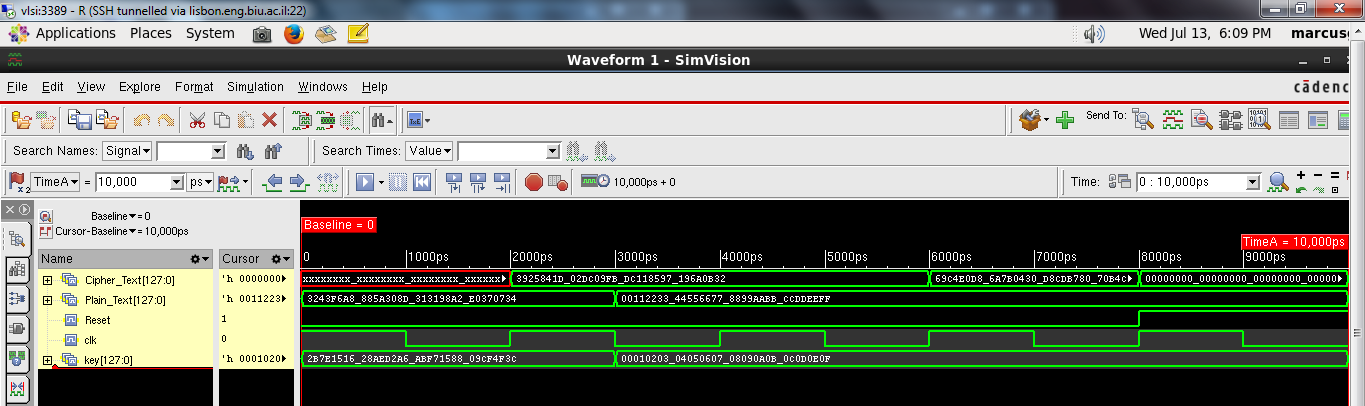 vlsi:3389 - R (SSH tunnelled via lisbon.eng.biu.ac.il:22)
Applications Places System Wed Jul 13, 6:09 PM marcus
Waveform 1 - SimVision
File Edit View Explore Format Simulation Windows Help cādenc
Send To:
Search Names: Signal Search Times: Value
x2 TimeA = 10,000 ps 10,000ps + 0 Time: 0 : 10,000ps
Baseline = 0
Cursor-Baseline = 10,000ps
Baseline = 0
TimeA = 10,000ps
Name Cursor 0 1000ps 2000ps 3000ps 4000ps 5000ps 6000ps 7000ps 8000ps 9000ps
Cipher_Text[127:0] 'h 0000000 xxxxxxxx_xxxxxxxx_xxxxxxxx_xxxxxx 3925841D_02DC09FB_DC118597_196A0B32 69C4E0D8_6A7B0430_D8CDB780_70B4c 00000000_00000000_00000000_00000
Plain_Text[127:0] 'h 0011223 3243F6A8_885A308D_313198A2_E0370734 00112233_44556677_8899AABB_CCDDEEFF
Reset 1
clk 0
key[127:0] 'h 0001020 2B7E1516_28AED2A6_ABF71588_09CF4F3C 00010203_04050607_08090A0B_0C0D0E0F